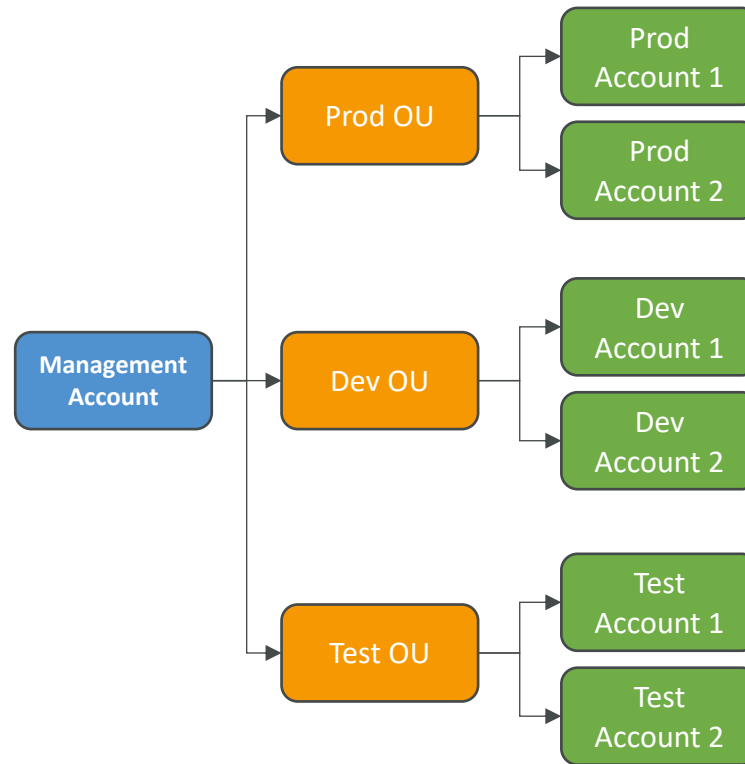 Prod
Account 1
Prod OU
Prod
Account 2
Dev
Account 1
Management
Account
Dev OU
Dev
Account 2
Test
Account 1
Test OU
Test
Account 2